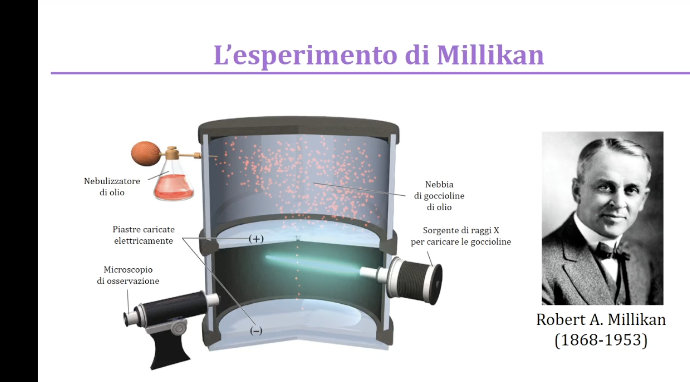 L'esperimento di Millikan
Nebulizzatore
di olio
Nebbia
di goccioline
di olio
Piastre caricate
elettricamente
(+)
Sorgente di raggi X
per caricare le goccioline
Microscopio
di osservazione
(−)
Robert A. Millikan
(1868-1953)